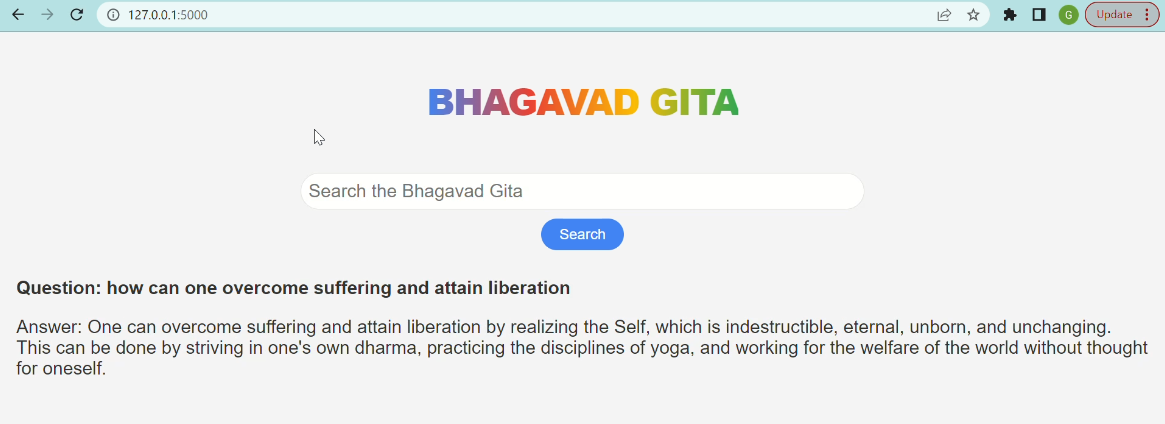 127.0.0.1:5000
G
Update
BHAGAVAD GITA
Search the Bhagavad Gita
Search
Question: how can one overcome suffering and attain liberation
Answer: One can overcome suffering and attain liberation by realizing the Self, which is indestructible, eternal, unborn, and unchanging.
This can be done by striving in one's own dharma, practicing the disciplines of yoga, and working for the welfare of the world without thought
for oneself.